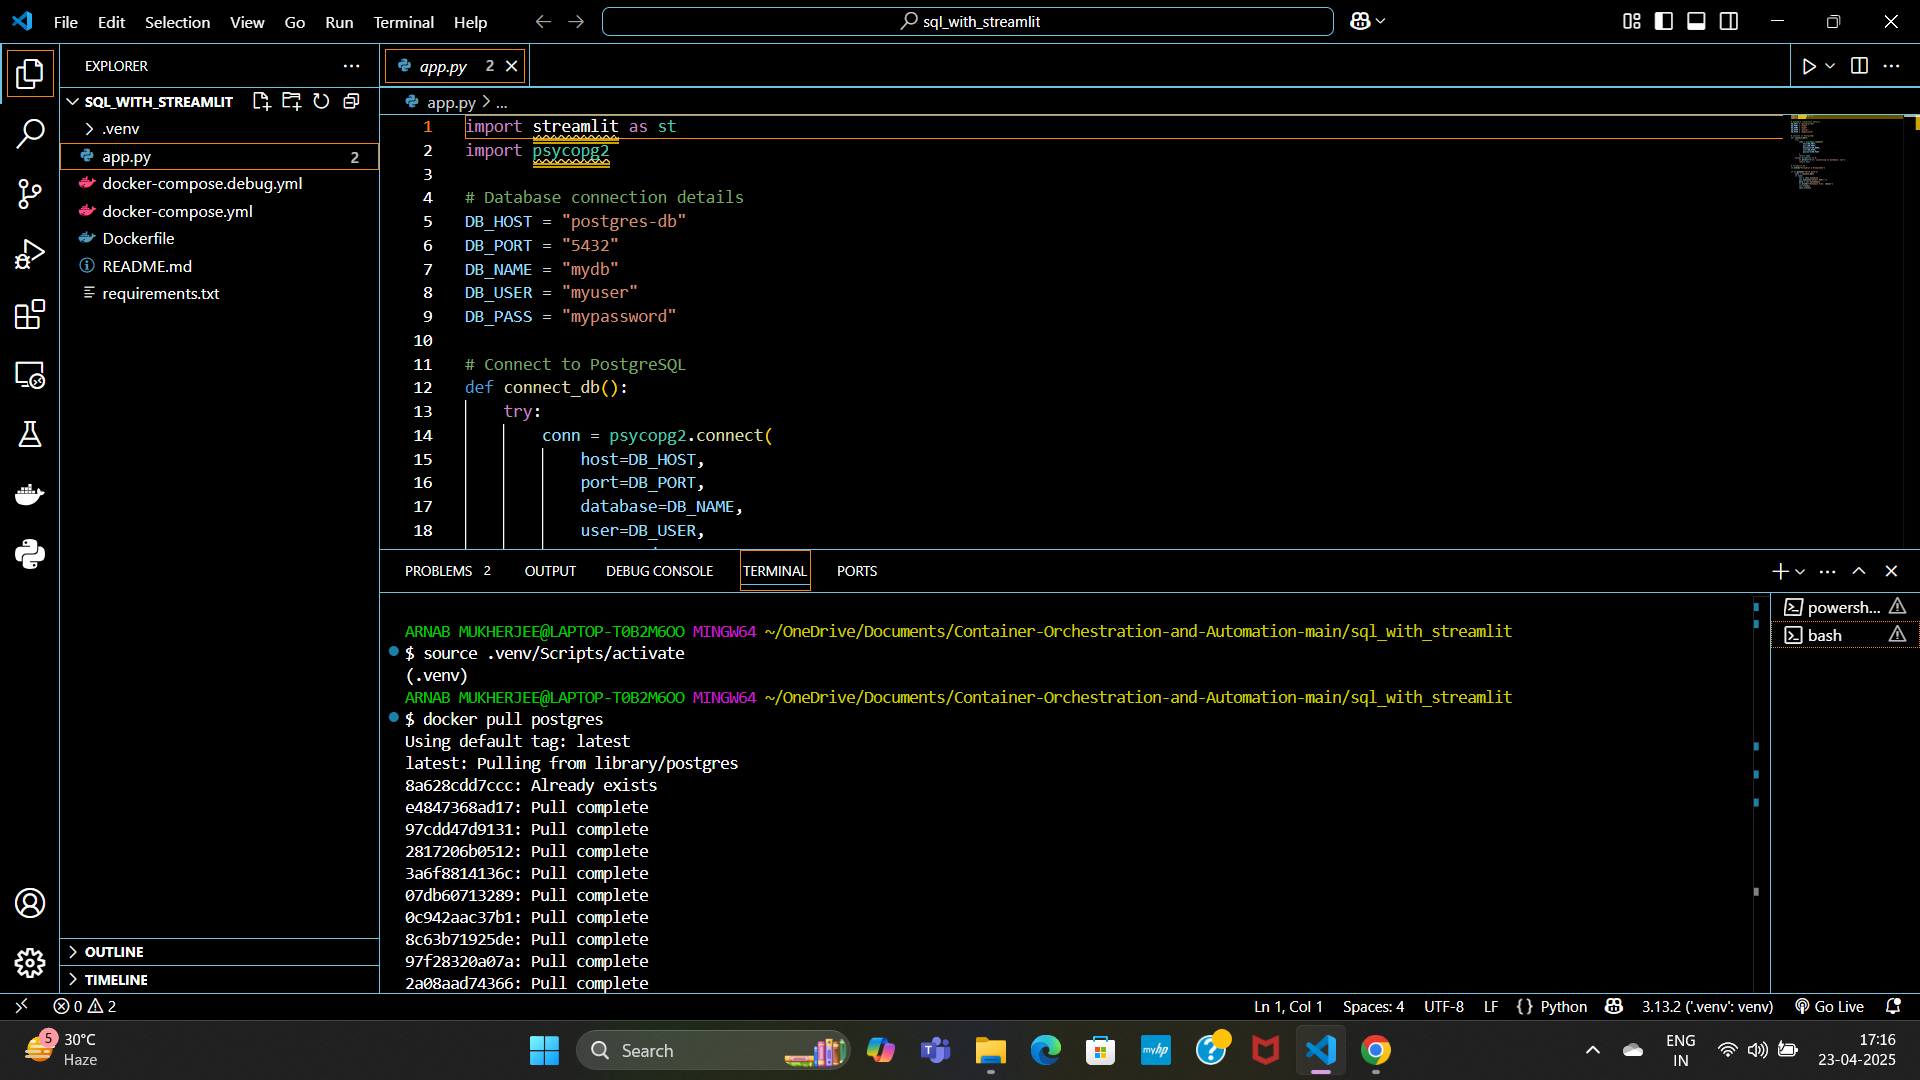 File Edit Selection View Go Run Terminal Help
sql_with_streamlit
EXPLORER
SQL_WITH_STREAMLIT
.venv
app.py 2
docker-compose.debug.yml
docker-compose.yml
Dockerfile
README.md
requirements.txt
OUTLINE
TIMELINE
app.py 2
app.py > ...
1 import streamlit as st
2 import psycopg2
3
4 # Database connection details
5 DB_HOST = "postgres-db"
6 DB_PORT = "5432"
7 DB_NAME = "mydb"
8 DB_USER = "myuser"
9 DB_PASS = "mypassword"
10
11 # Connect to PostgreSQL
12 def connect_db():
13 try:
14 conn = psycopg2.connect(
15 host=DB_HOST,
16 port=DB_PORT,
17 database=DB_NAME,
18 user=DB_USER,
PROBLEMS 2 OUTPUT DEBUG CONSOLE TERMINAL PORTS
powersh...
bash
ARNAB MUKHERJEE@LAPTOP-T0B2M6OO MINGW64 ~/OneDrive/Documents/Container-Orchestration-and-Automation-main/sql_with_streamlit
$ source .venv/Scripts/activate
(.venv)
ARNAB MUKHERJEE@LAPTOP-T0B2M6OO MINGW64 ~/OneDrive/Documents/Container-Orchestration-and-Automation-main/sql_with_streamlit
$ docker pull postgres
Using default tag: latest
latest: Pulling from library/postgres
8a628cdd7ccc: Already exists
e4847368ad17: Pull complete
97cdd47d9131: Pull complete
2817206b0512: Pull complete
3a6f8814136c: Pull complete
07db60713289: Pull complete
0c942aac37b1: Pull complete
8c63b71925de: Pull complete
97f28320a07a: Pull complete
2a08aad74366: Pull complete
0 2
Ln 1, Col 1 Spaces: 4 UTF-8 LF {} Python 3.13.2 ('.venv': venv) Go Live
5
30°C
Haze
Search
myhp
ENG
IN
17:16
23-04-2025